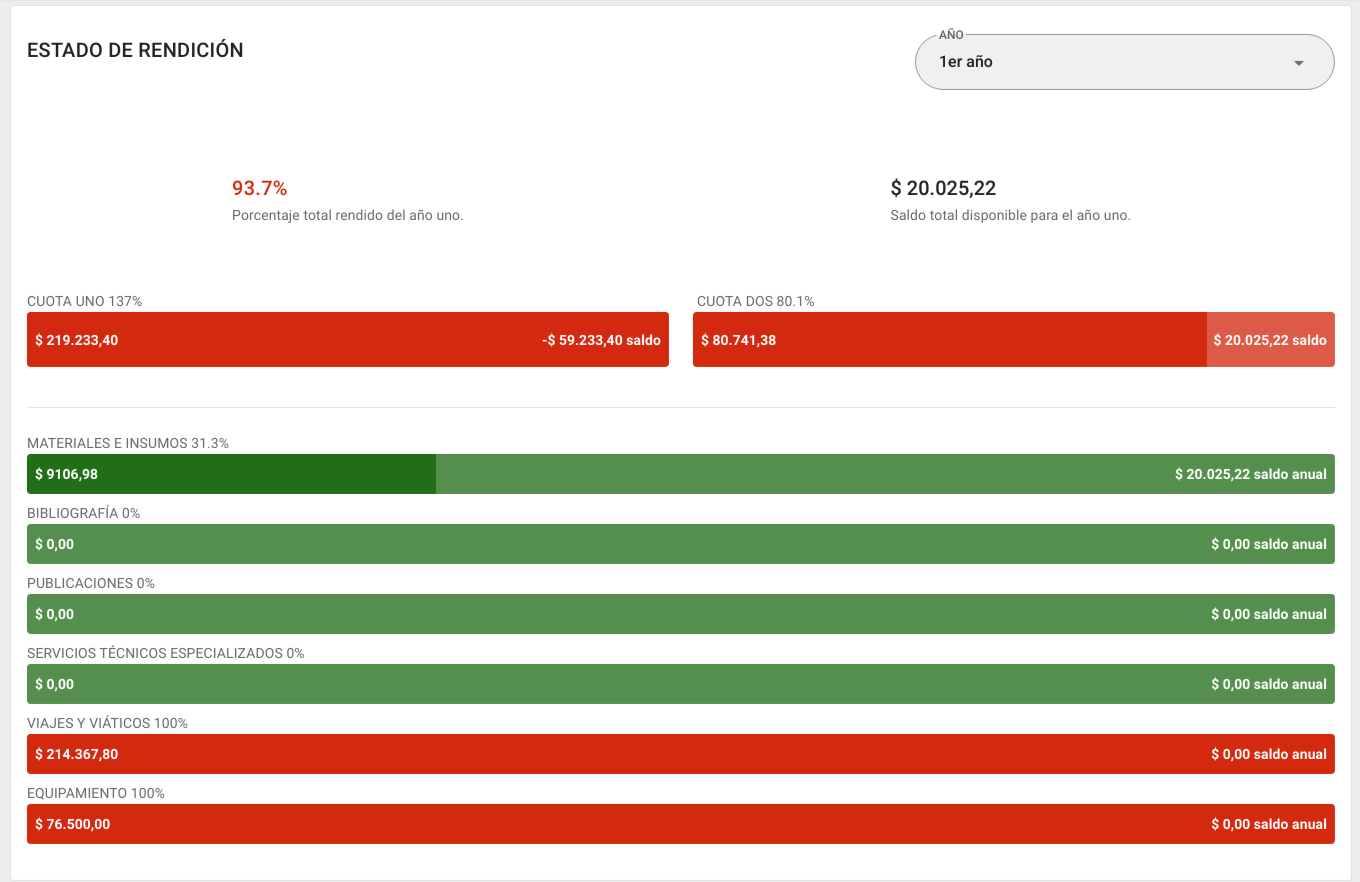 ESTADO DE RENDICIÓN
AÑO
1er año
93.7%
Porcentaje total rendido del año uno.
$ 20.025,22
Saldo total disponible para el año uno.
CUOTA UNO 137%
$ 219.233,40
-$ 59.233,40 saldo
CUOTA DOS 80.1%
$ 80.741,38
$ 20.025,22 saldo
MATERIALES E INSUMOS 31.3%
$ 9106,98
$ 20.025,22 saldo anual
BIBLIOGRAFÍA 0%
$ 0,00
$ 0,00 saldo anual
PUBLICACIONES 0%
$ 0,00
$ 0,00 saldo anual
SERVICIOS TÉCNICOS ESPECIALIZADOS 0%
$ 0,00
$ 0,00 saldo anual
VIAJES Y VIÁTICOS 100%
$ 214.367,80
$ 0,00 saldo anual
EQUIPAMIENTO 100%
$ 76.500,00
$ 0,00 saldo anual